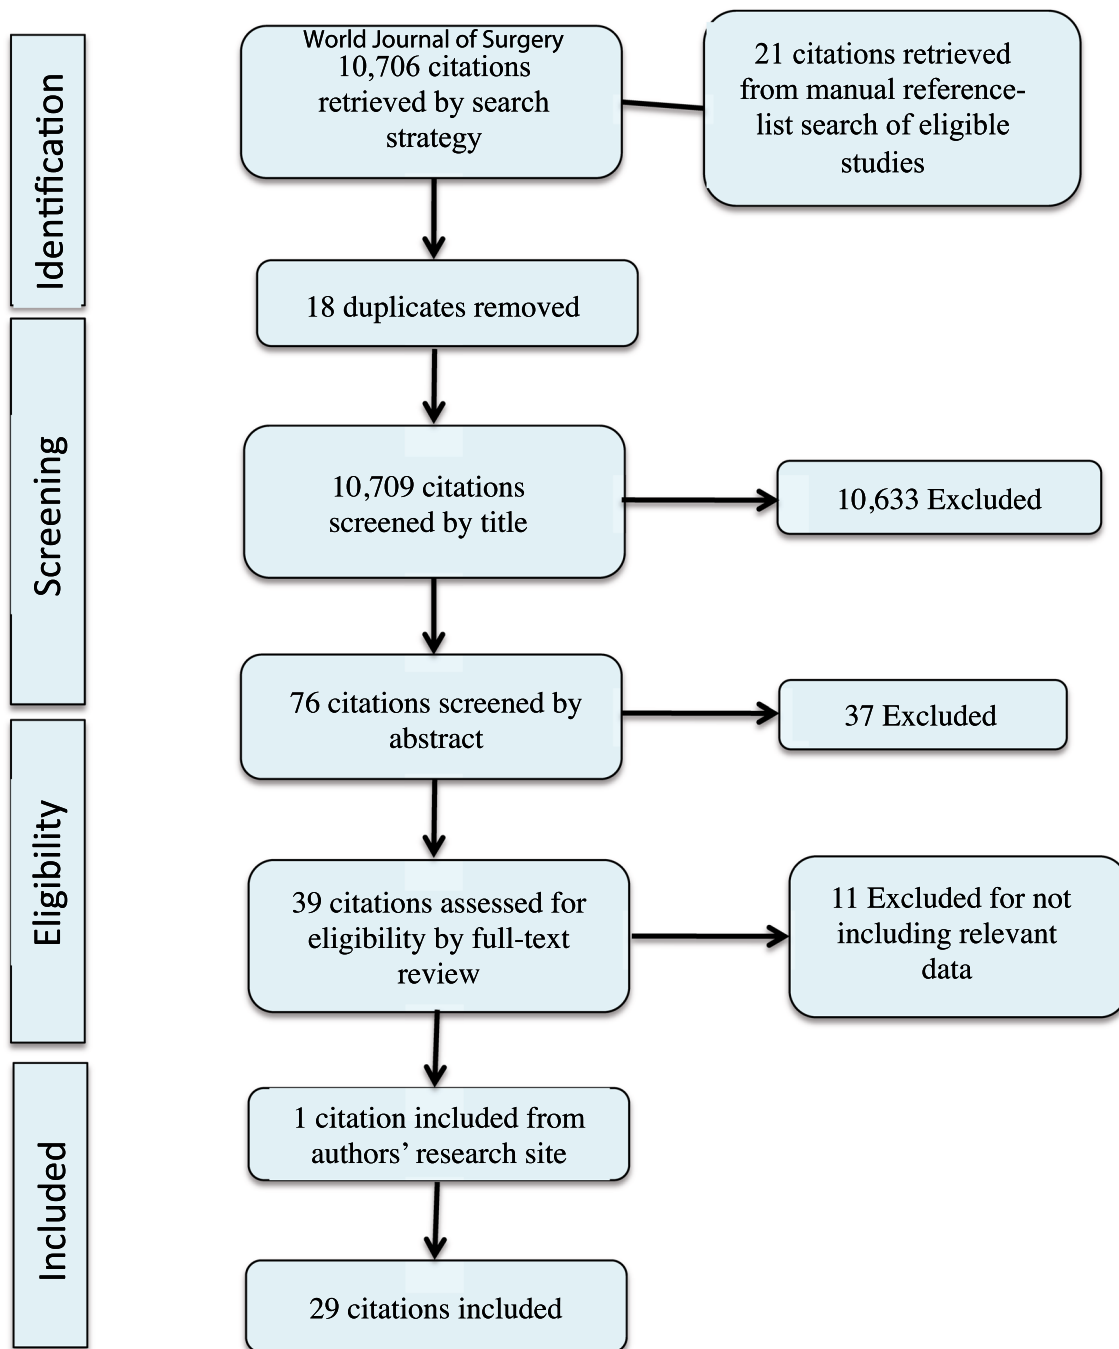 Identification
World Journal of Surgery
10,706 citations
retrieved by search
strategy
21 citations retrieved
from manual reference-
list search of eligible
studies
18 duplicates removed
Screening
10,709 citations
screened by title
10,633 Excluded
76 citations screened by
abstract
37 Excluded
Eligibility
39 citations assessed for
eligibility by full-text
review
11 Excluded for not
including relevant
data
Included
1 citation included from
authors’ research site
29 citations included